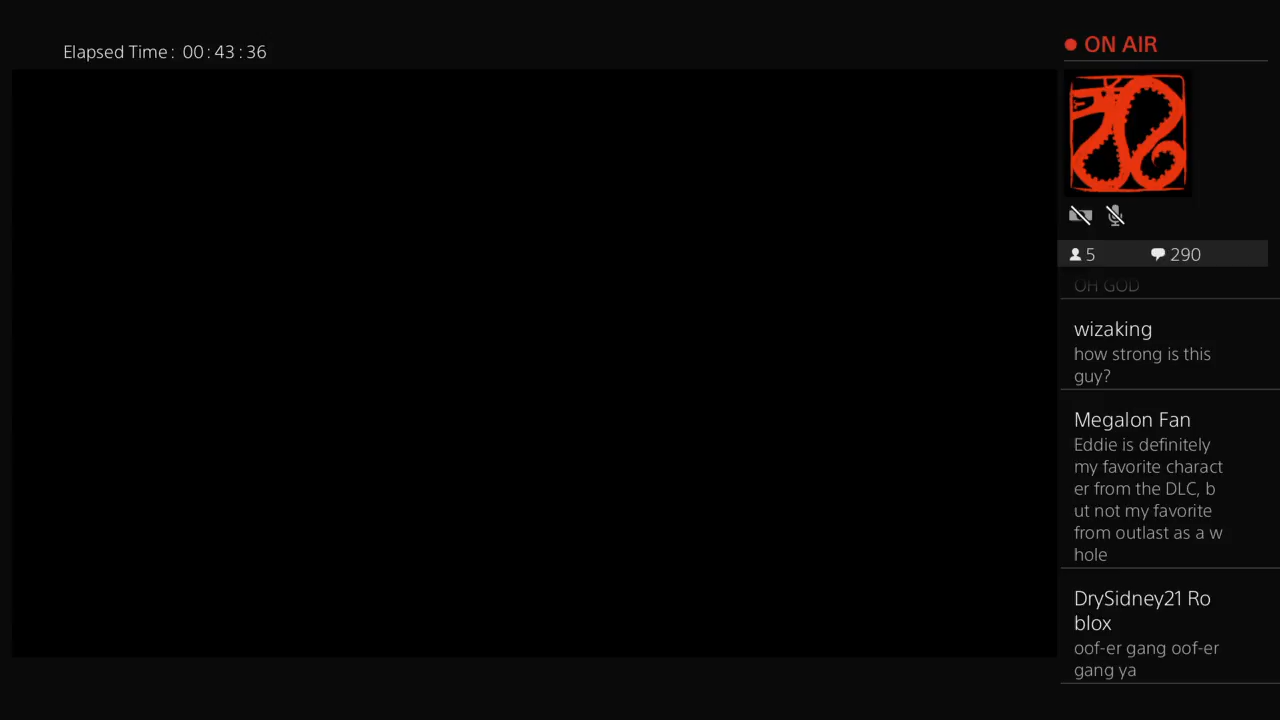 Elapsed Time: 00:43:36
ON AIR
5 290
OH GOD
wizaking
how strong is this
guy?
Megalon Fan
Eddie is definitely
my favorite charact
er from the DLC, b
ut not my favorite
from outlast as a w
hole
DrySidney21 Ro
blox
oof-er gang oof-er
gang ya